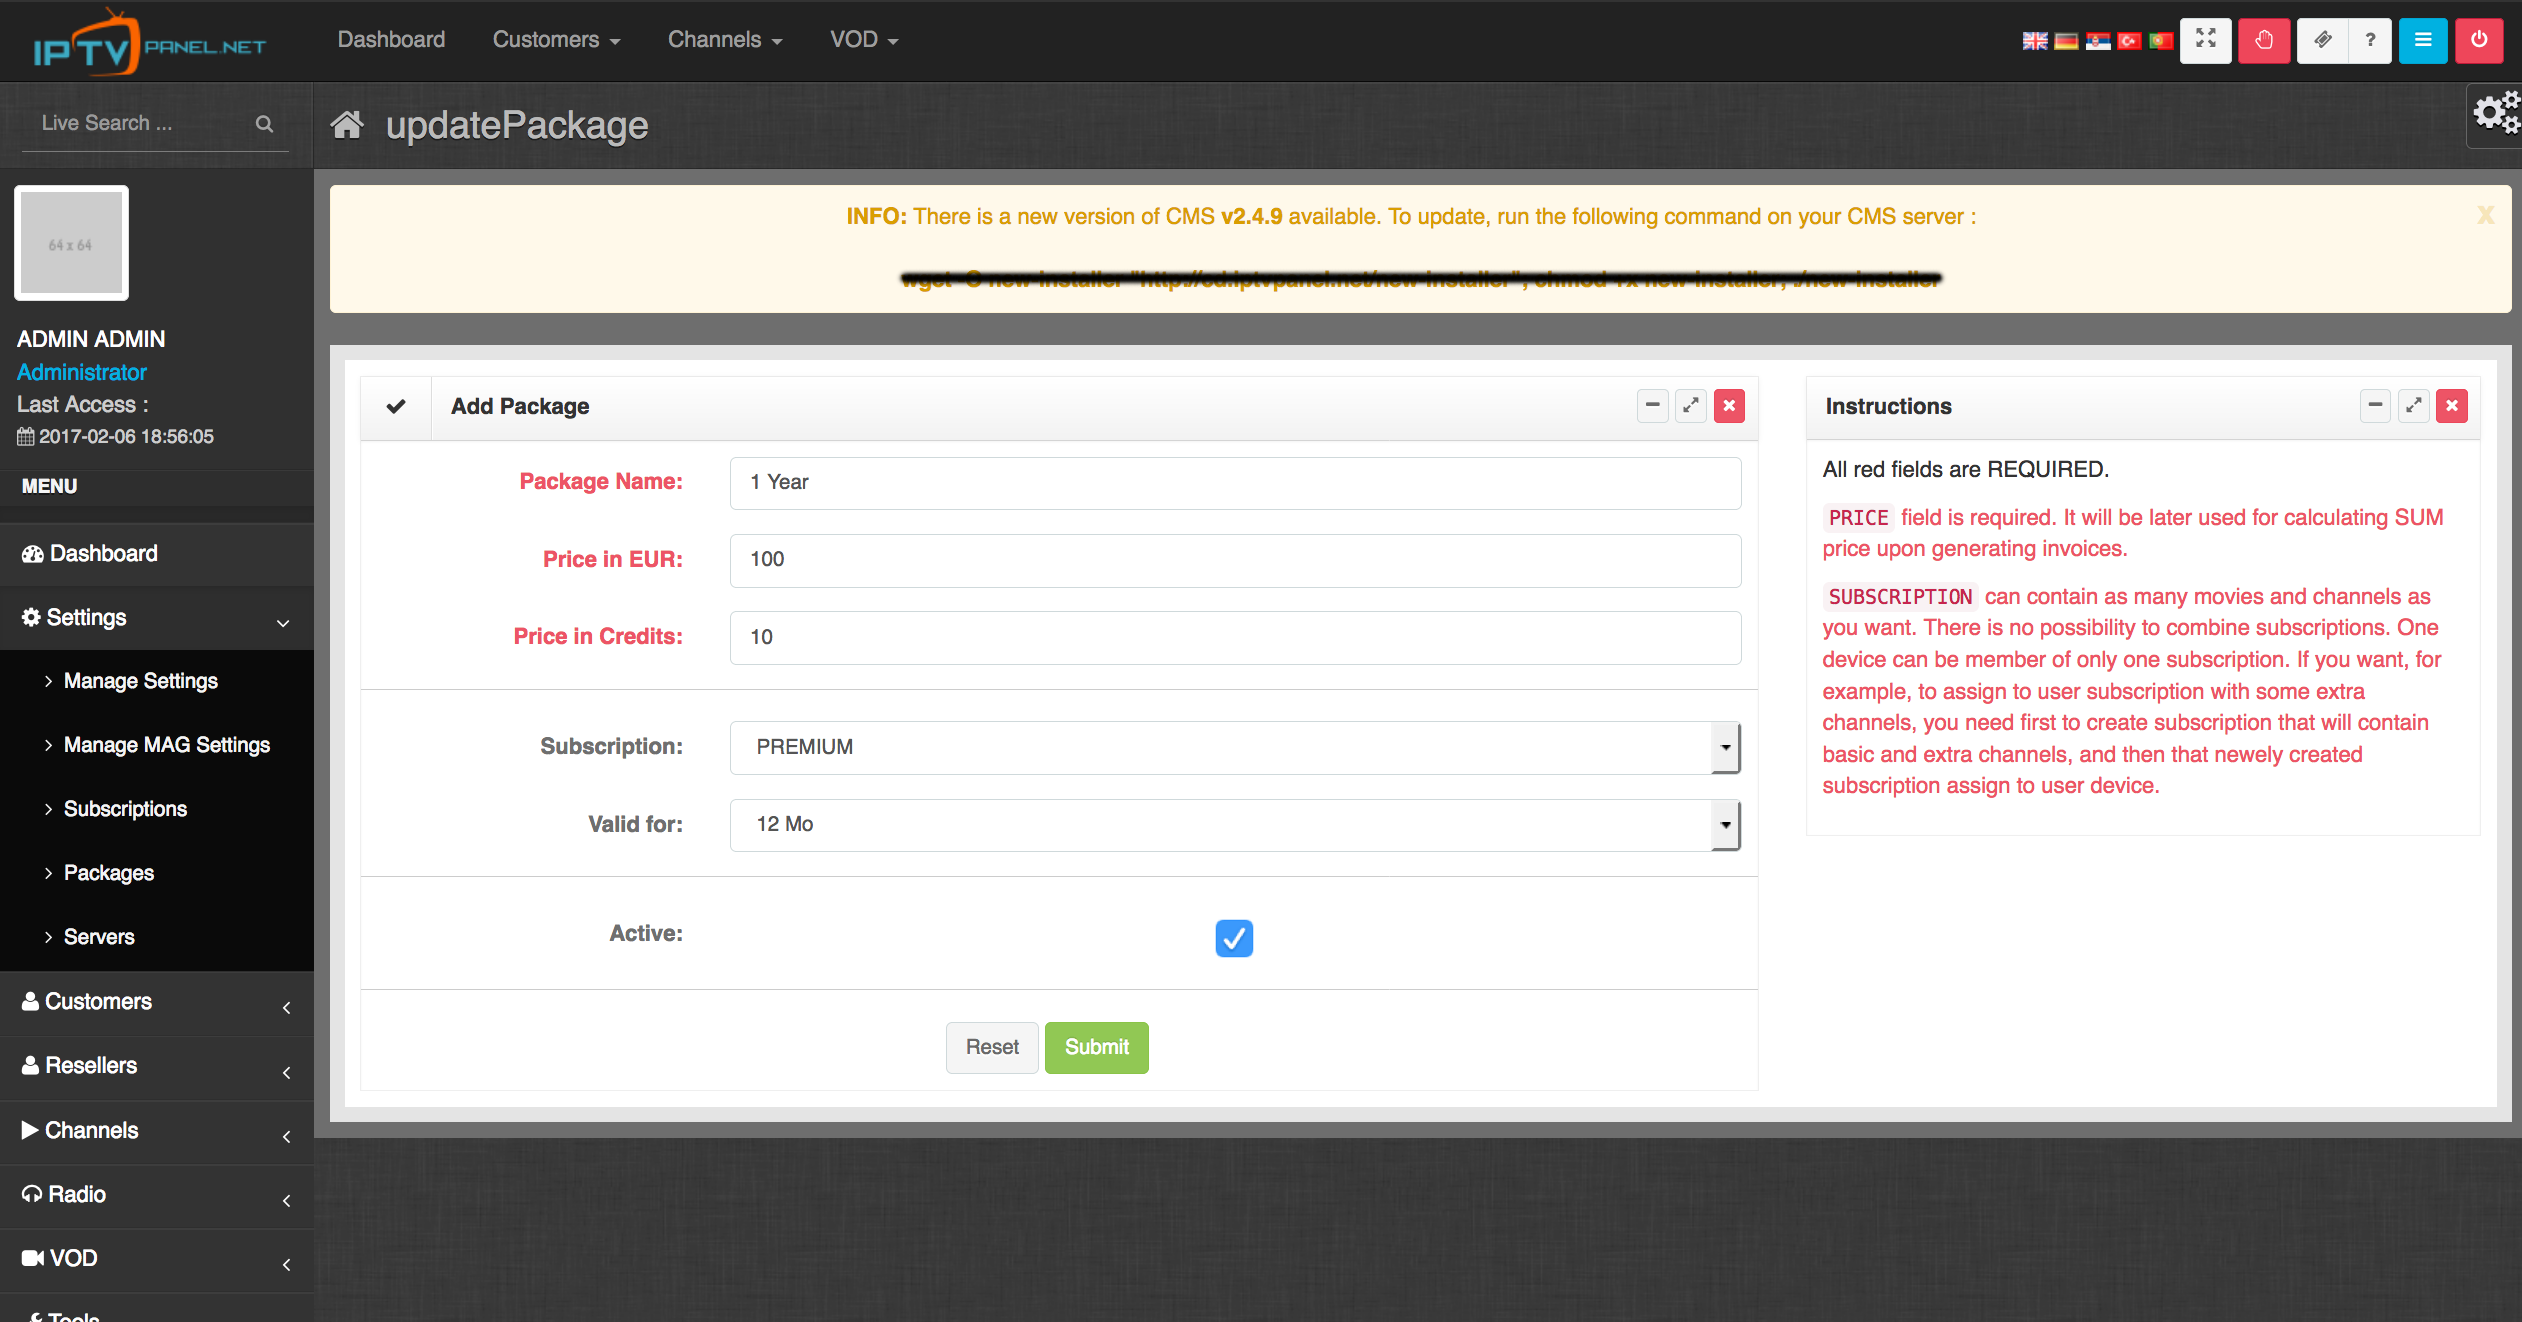 IPTV PANEL.NET
Dashboard
Customers
Channels
VOD
?
Live Search ...
updatePackage
64 x 64
ADMIN ADMIN
Administrator
Last Access :
2017-02-06 18:56:05
MENU
Dashboard
Settings
Manage Settings
Manage MAG Settings
Subscriptions
Packages
Servers
Customers
Resellers
Channels
Radio
VOD
Tools
INFO: There is a new version of CMS v2.4.9 available. To update, run the following command on your CMS server :
X
Add Package
Package Name:
1 Year
Price in EUR:
100
Price in Credits:
10
Subscription:
PREMIUM
Valid for:
12 Mo
Active:
Reset
Submit
Instructions
All red fields are REQUIRED.
PRICE field is required. It will be later used for calculating SUM
price upon generating invoices.
SUBSCRIPTION can contain as many movies and channels as
you want. There is no possibility to combine subscriptions. One
device can be member of only one subscription. If you want, for
example, to assign to user subscription with some extra
channels, you need first to create subscription that will contain
basic and extra channels, and then that newly created
subscription assign to user device.